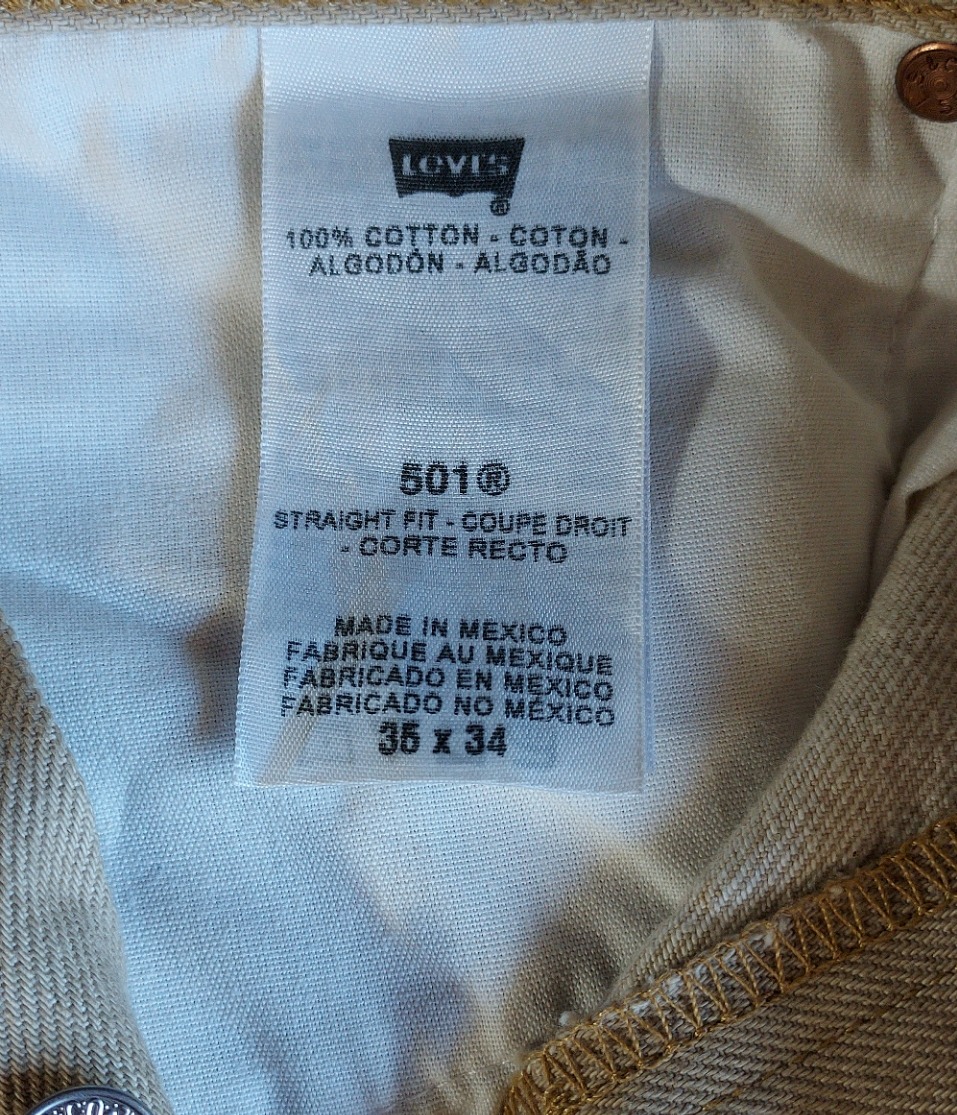 LEVI'S
®
100% COTTON - COTON -
ALGODÓN - ALGODÃO
501®
STRAIGHT FIT - COUPE DROIT
- CORTE RECTO
MADE IN MEXICO
FABRIQUE AU MEXIQUE
FABRICADO EN MEXICO
FABRICADO NO MÉXICO
35 x 34